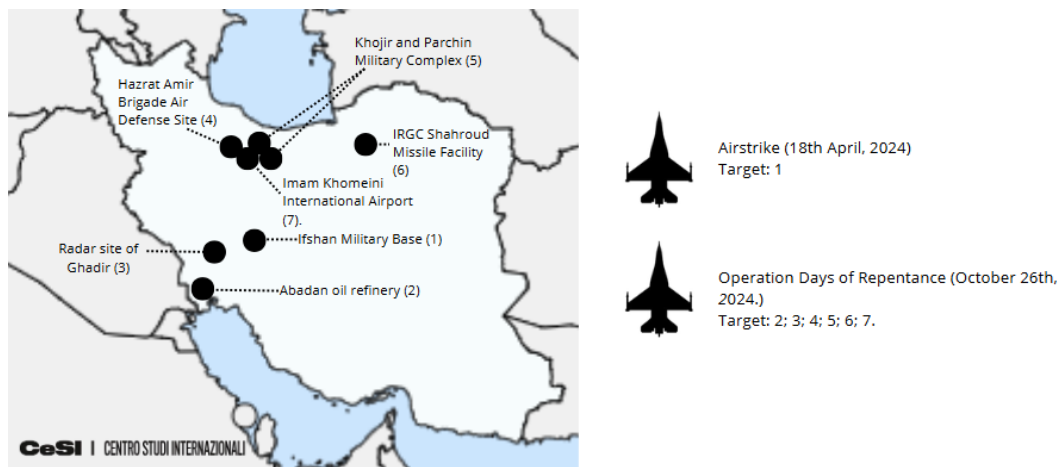 Khojir and Parchin
Military Complex (5)
Hazrat Amir
Brigade Air
Defense Site (4)
IRGC Shahroud
Missile Facility
(6)
Imam Khomeini
International Airport
(7).
Ifshan Military Base (1)
Radar site of
Ghadir (3)
Abadan oil refinery (2)
CeSI | CENTRO STUDI INTERNAZIONALI
Airstrike (18th April, 2024)
Target: 1
Operation Days of Repentance (October 26th,
2024.)
Target: 2; 3; 4; 5; 6; 7.